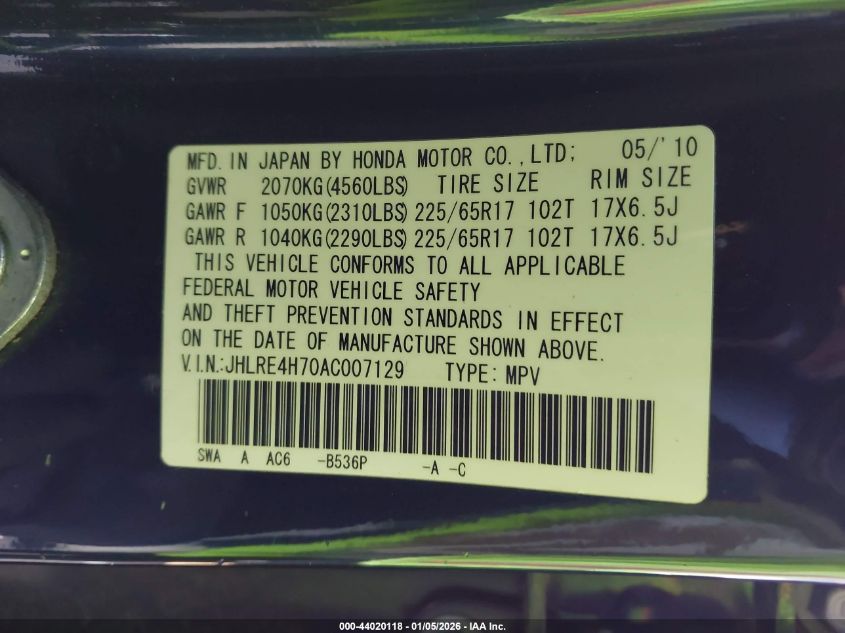 MFD. IN JAPAN BY HONDA MOTOR CO., LTD; 05/'10
GVWR 2070KG(4560LBS) TIRE SIZE RIM SIZE
GAWR F 1050KG(2310LBS) 225/65R17 102T 17X6.5J
GAWR R 1040KG(2290LBS) 225/65R17 102T 17X6.5J
THIS VEHICLE CONFORMS TO ALL APPLICABLE
FEDERAL MOTOR VEHICLE SAFETY
AND THEFT PREVENTION STANDARDS IN EFFECT
ON THE DATE OF MANUFACTURE SHOWN ABOVE.
V.I.N.:JHLRE4H70AC007129 TYPE: MPV
SWA A AC6 -B536P -A -C
000-44020118 - 01/05/2026 - IAA Inc.